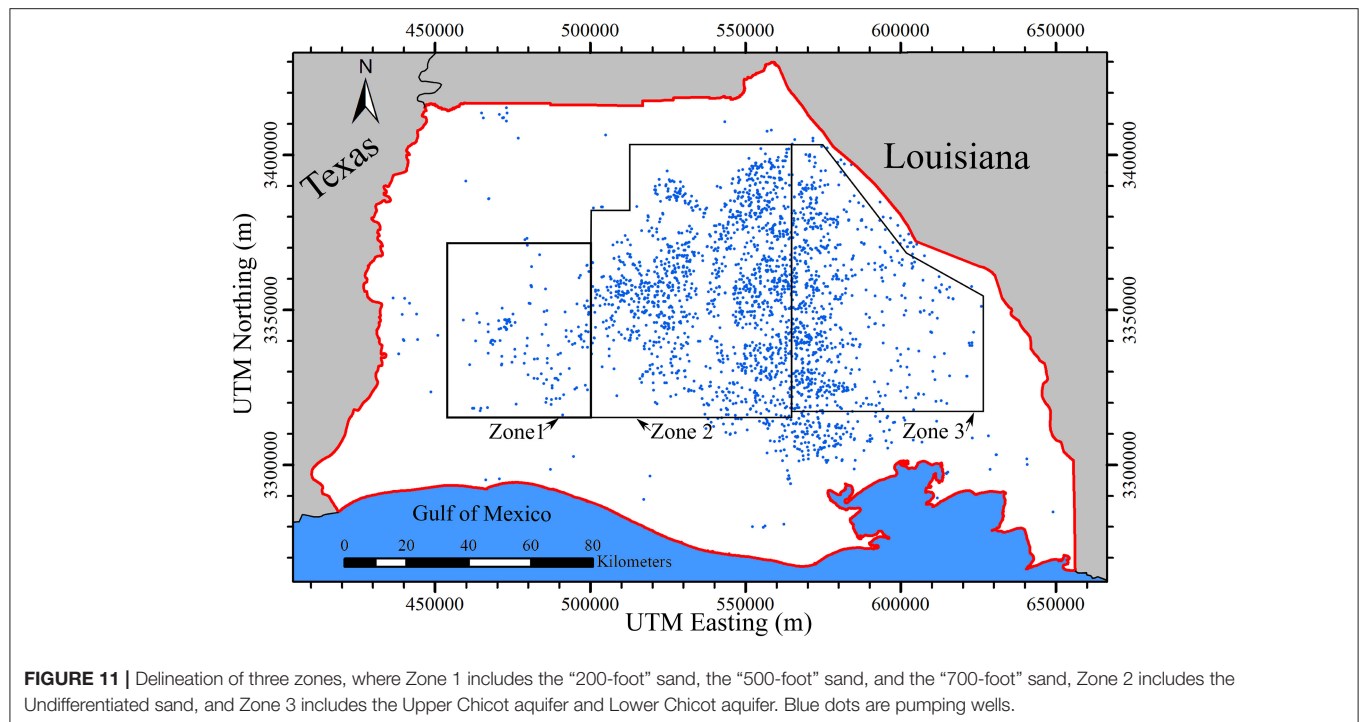 450000 500000 550000 600000 650000
N
Texas
Louisiana
3400000
3350000
3300000
UTM Northing (m)
3400000
3350000
3300000
Zone1
Zone 2
Zone 3
Gulf of Mexico
0 20 40 60 80
Kilometers
450000 500000 550000 600000 650000
UTM Easting (m)
FIGURE 11 | Delineation of three zones, where Zone 1 includes the “200-foot” sand, the “500-foot” sand, and the “700-foot” sand, Zone 2 includes the
Undifferentiated sand, and Zone 3 includes the Upper Chicot aquifer and Lower Chicot aquifer. Blue dots are pumping wells.